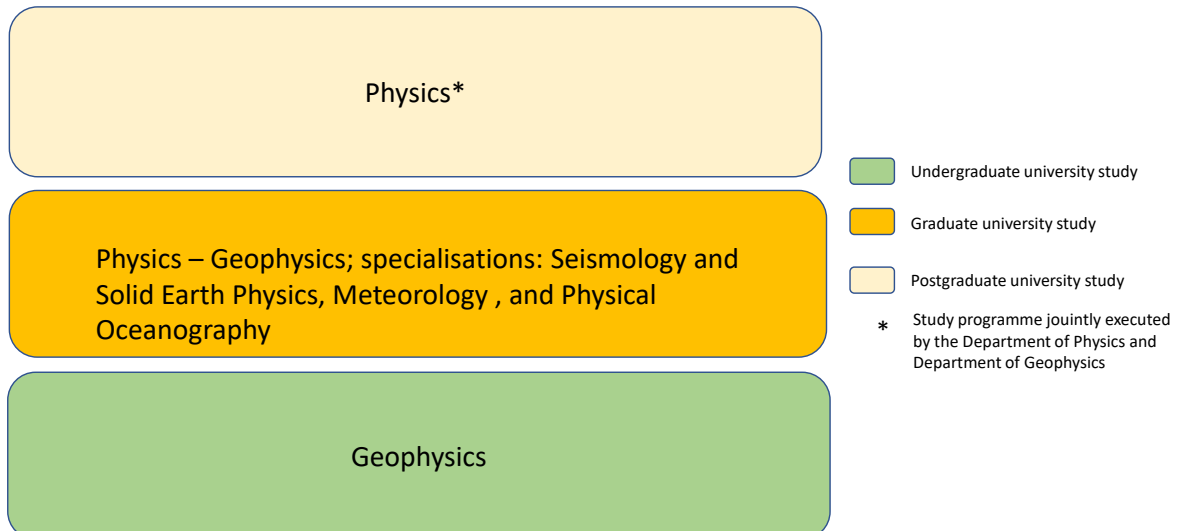 Physics*
Physics – Geophysics; specialisations: Seismology and
Solid Earth Physics, Meteorology , and Physical
Oceanography
Geophysics
Undergraduate university study
Graduate university study
Postgraduate university study
* Study programme jouintly executed
by the Department of Physics and
Department of Geophysics